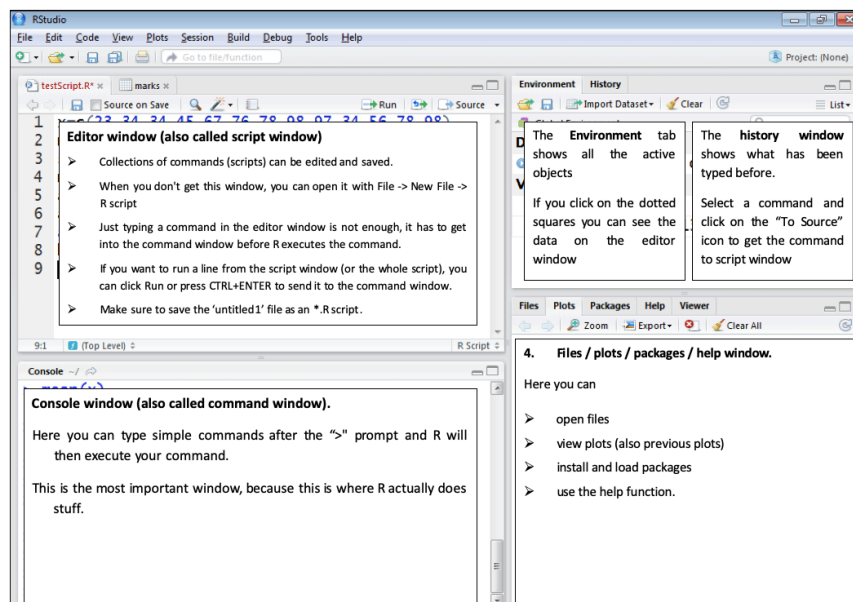 RStudio
File Edit Code View Plots Session Build Debug Tools Help
Go to file/function
Project: (None)
testScript.R* × marks ×
Source on Save Run Source
1
2
3
4
5
6
7
8
9
Editor window (also called script window)
➢ Collections of commands (scripts) can be edited and saved.
➢ When you don't get this window, you can open it with File -> New File ->
R script
➢ Just typing a command in the editor window is not enough, it has to get
into the command window before R executes the command.
➢ If you want to run a line from the script window (or the whole script), you
can click Run or press CTRL+ENTER to send it to the command window.
➢ Make sure to save the 'untitled1' file as an *.R script.
9:1 (Top Level) R Script
Console ~/
Console window (also called command window).
Here you can type simple commands after the ">" prompt and R will
then execute your command.
This is the most important window, because this is where R actually does
stuff.
Environment History
Import Dataset Clear List
The Environment tab
shows all the active
objects
If you click on the dotted
squares you can see the
data on the editor
window
The history window
shows what has been
typed before.
Select a command and
click on the "To Source"
icon to get the command
to script window
Files Plots Packages Help Viewer
Zoom Export Clear All
4. Files / plots / packages / help window.
Here you can
➢ open files
➢ view plots (also previous plots)
➢ install and load packages
➢ use the help function.